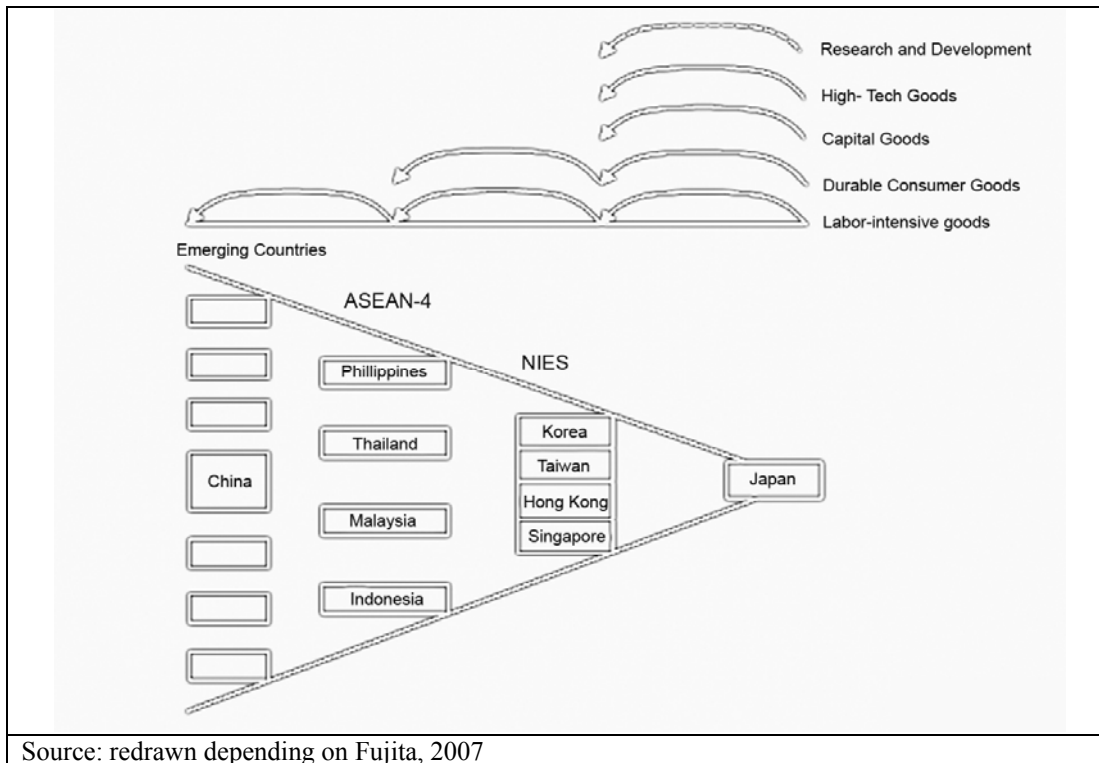 Research and Development
High- Tech Goods
Capital Goods
Durable Consumer Goods
Labor-intensive goods
Emerging Countries
ASEAN-4
NIES
Phillippines
Thailand
Malaysia
Indonesia
China
Korea
Taiwan
Hong Kong
Singapore
Japan
Source: redrawn depending on Fujita, 2007